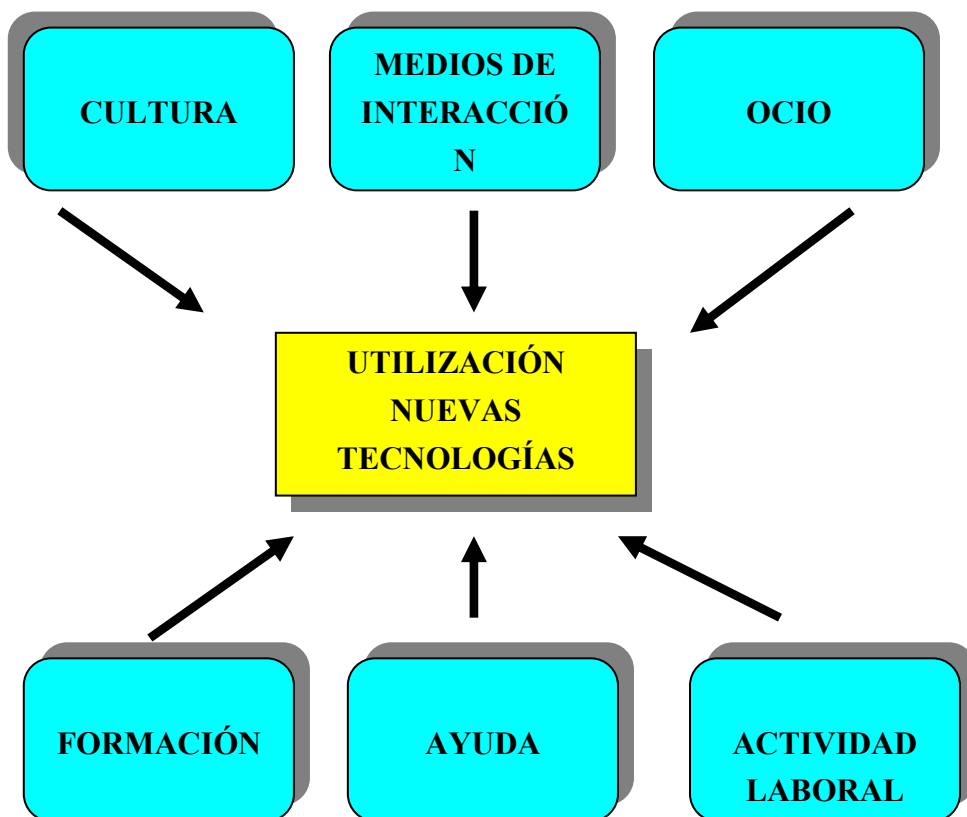 CULTURA
MEDIOS DE
INTERACCIÓ
N
OCIO
UTILIZACIÓN
NUEVAS
TECNOLOGÍAS
FORMACIÓN
AYUDA
ACTIVIDAD
LABORAL